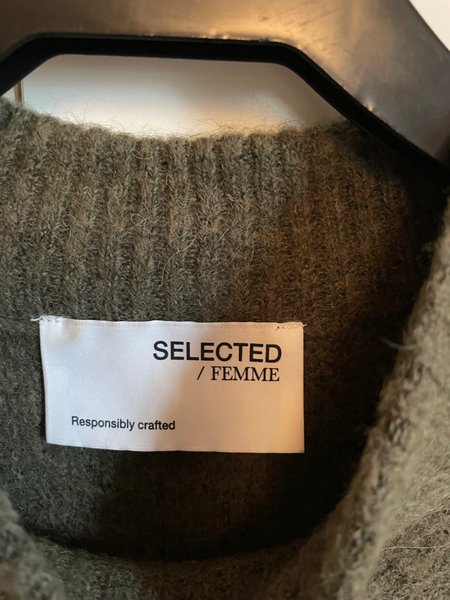 SELECTED
/ FEMME
Responsibly crafted